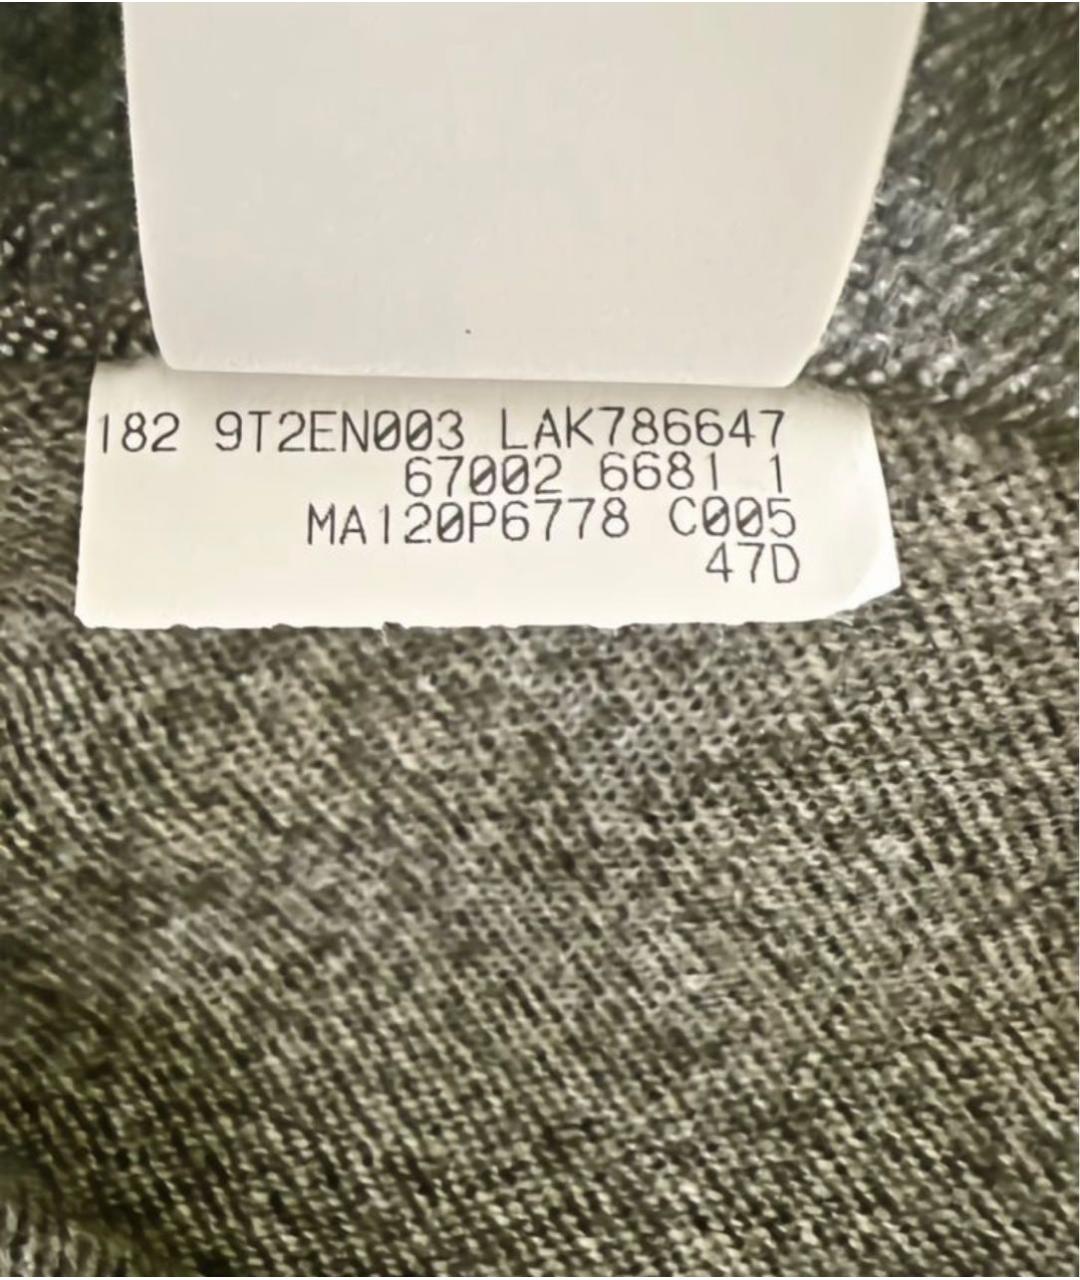 182 9T2EN003 LAK786647
67002 6681 1
MA120P6778 C005
47D